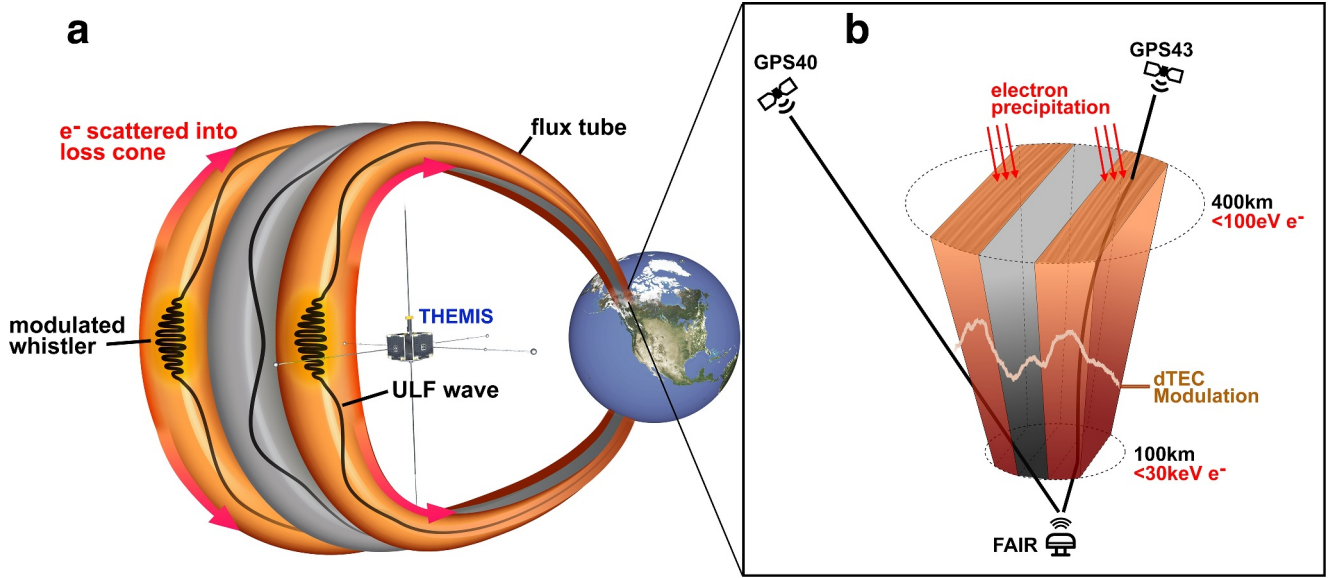 a
e- scattered into
loss cone
flux tube
modulated
whistler
THEMIS
ULF wave
b
GPS40
GPS43
electron
precipitation
400km
<100eV e-
dTEC
Modulation
100km
<30keV e-
FAIR